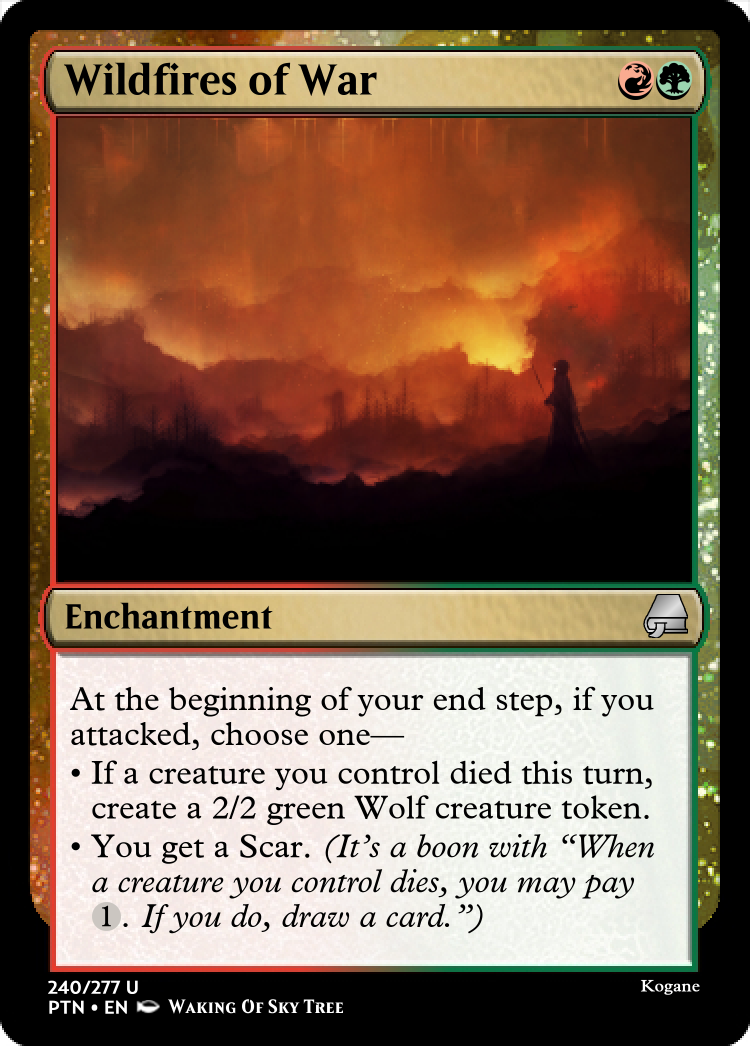 Wildfires of War
Enchantment
At the beginning of your end step, if you
attacked, choose one—
• If a creature you control died this turn,
create a 2/2 green Wolf creature token.
• You get a Scar. (It's a boon with “When
a creature you control dies, you may pay
1. If you do, draw a card.”)
240/277 U
Kogane
PTN • EN Waking Of Sky Tree